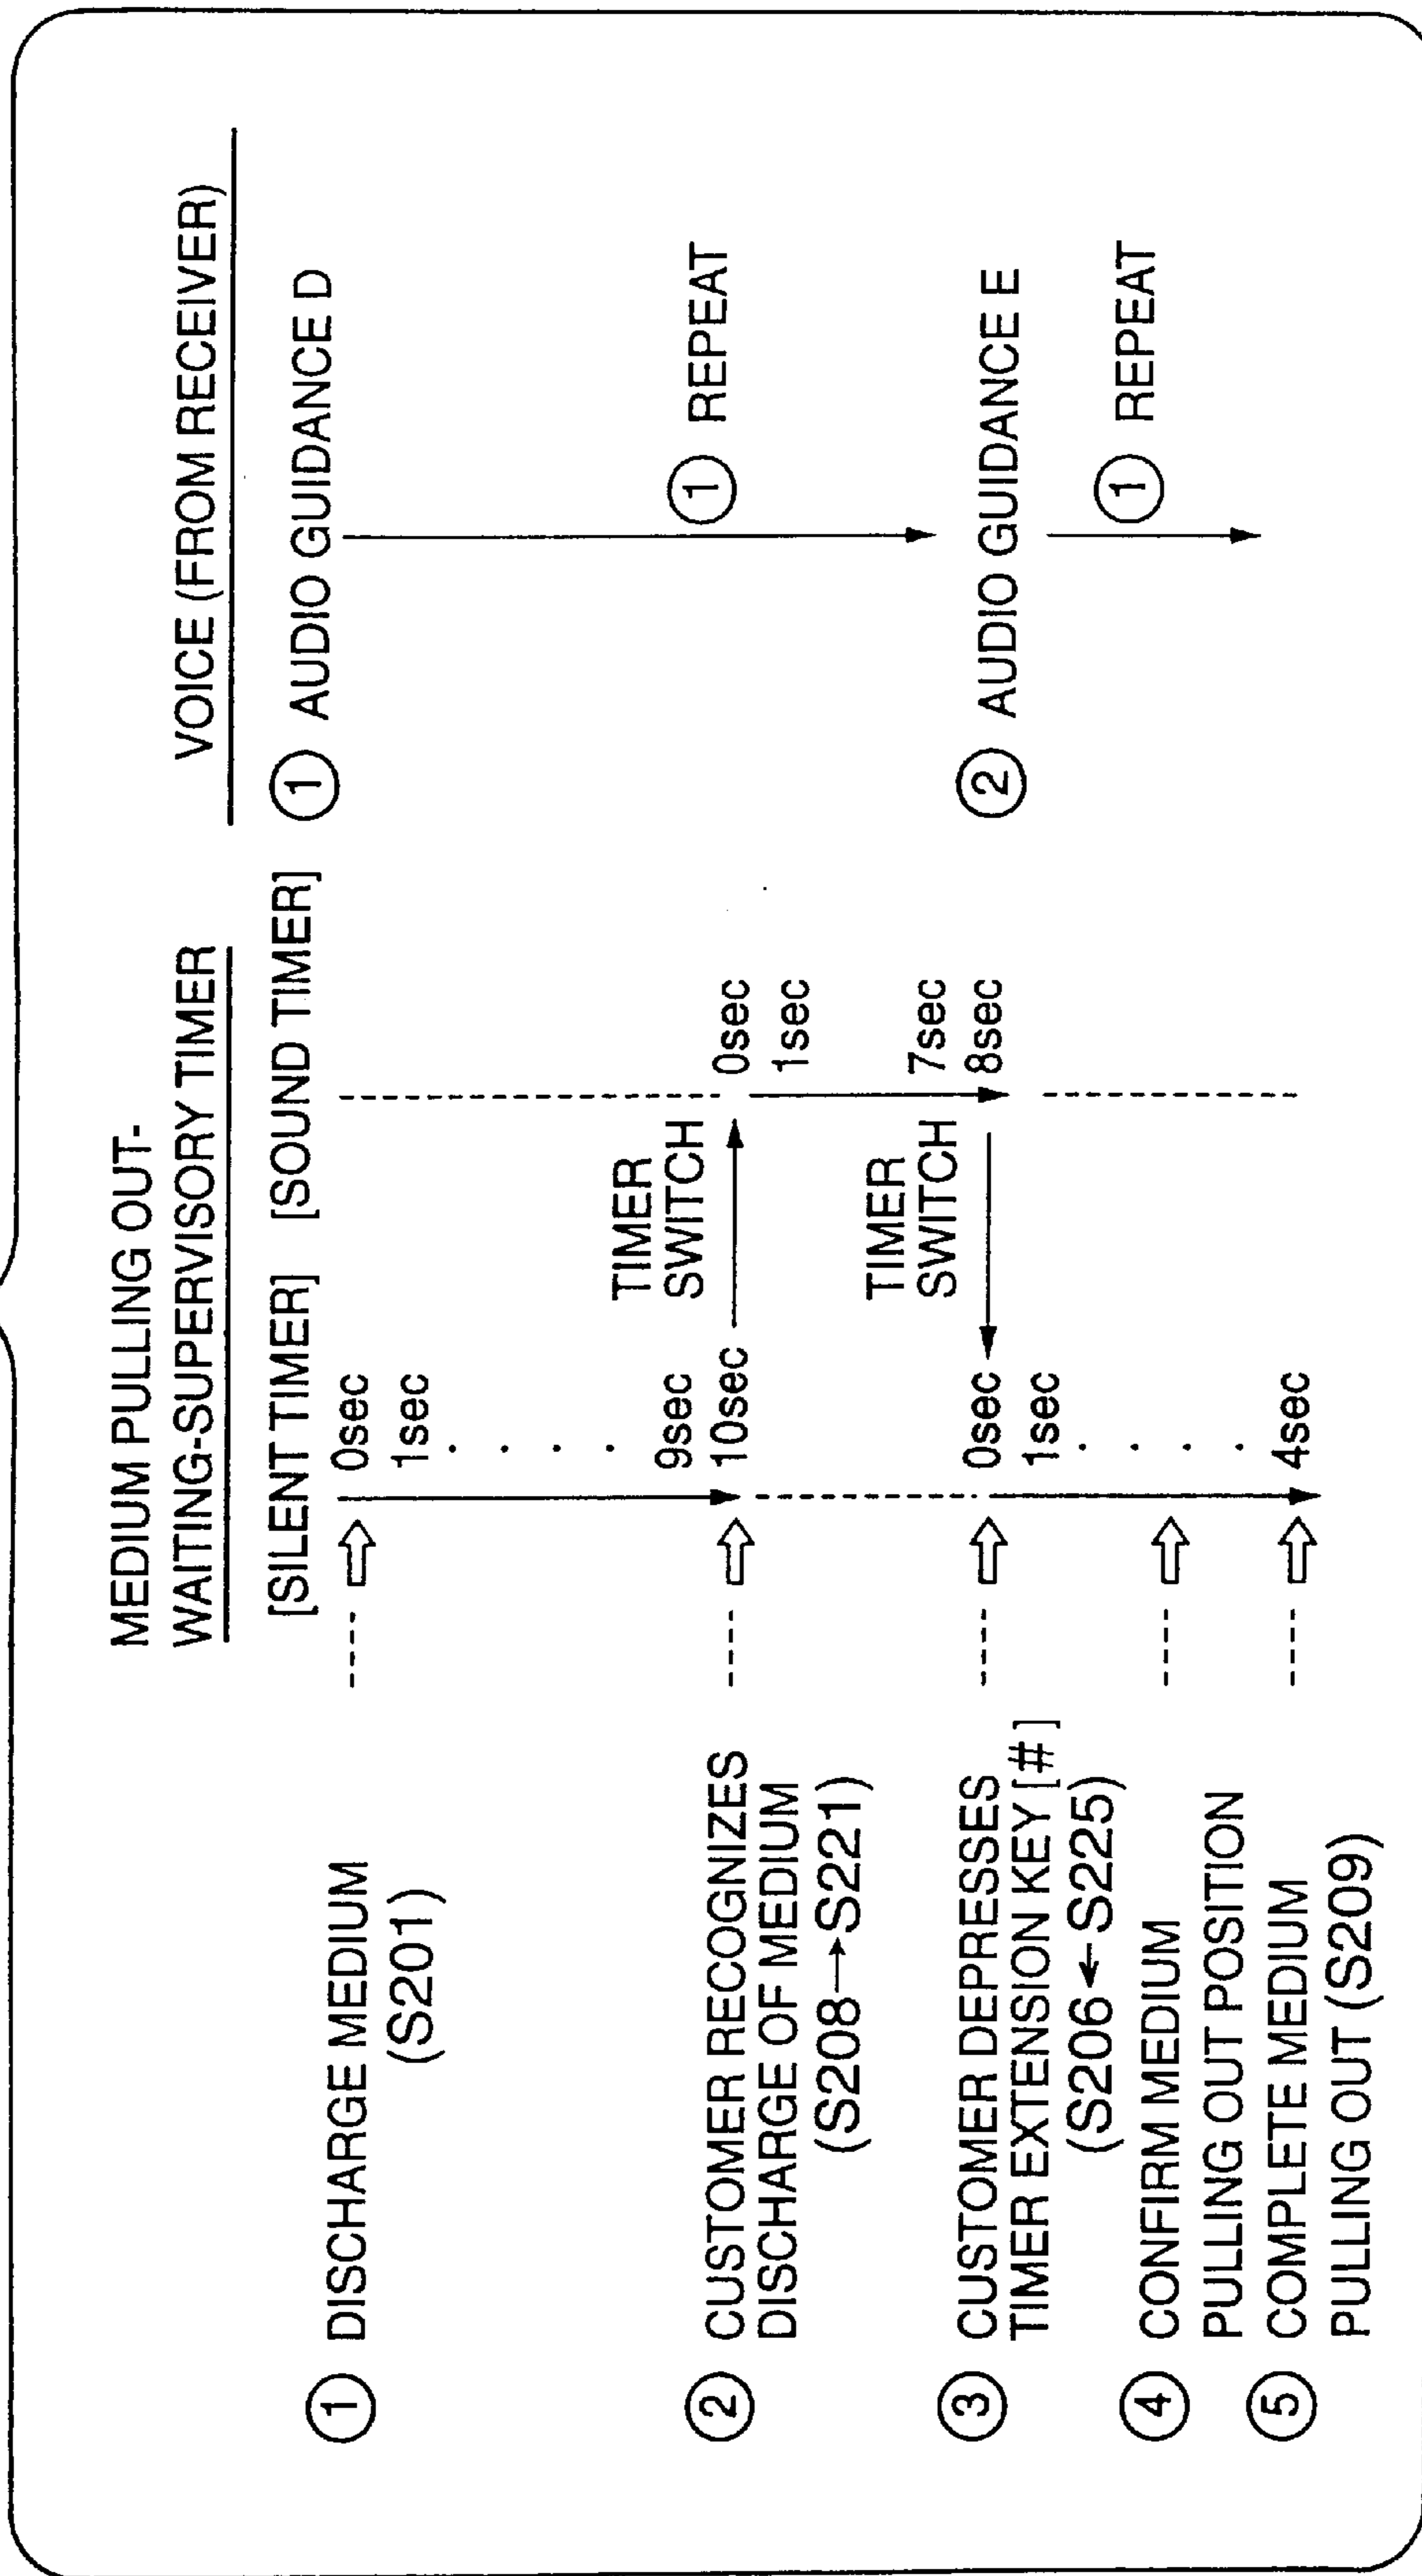 MEDIUM PULLING OUT-
WAITING-SUPERVISORY TIMER
VOICE (FROM RECEIVER)
[SILENT TIMER] [SOUND TIMER]
① AUDIO GUIDANCE D
① DISCHARGE MEDIUM
(S201)
0sec
1sec
9sec
10sec
TIMER
SWITCH
0sec
1sec
① REPEAT
② CUSTOMER RECOGNIZES
DISCHARGE OF MEDIUM
(S208→S221)
7sec
8sec
TIMER
SWITCH
② AUDIO GUIDANCE E
③ CUSTOMER DEPRESSES
TIMER EXTENSION KEY [#]
(S206←S225)
0sec
1sec
① REPEAT
④ CONFIRM MEDIUM
PULLING OUT POSITION
⑤ COMPLETE MEDIUM
PULLING OUT (S209)
4sec